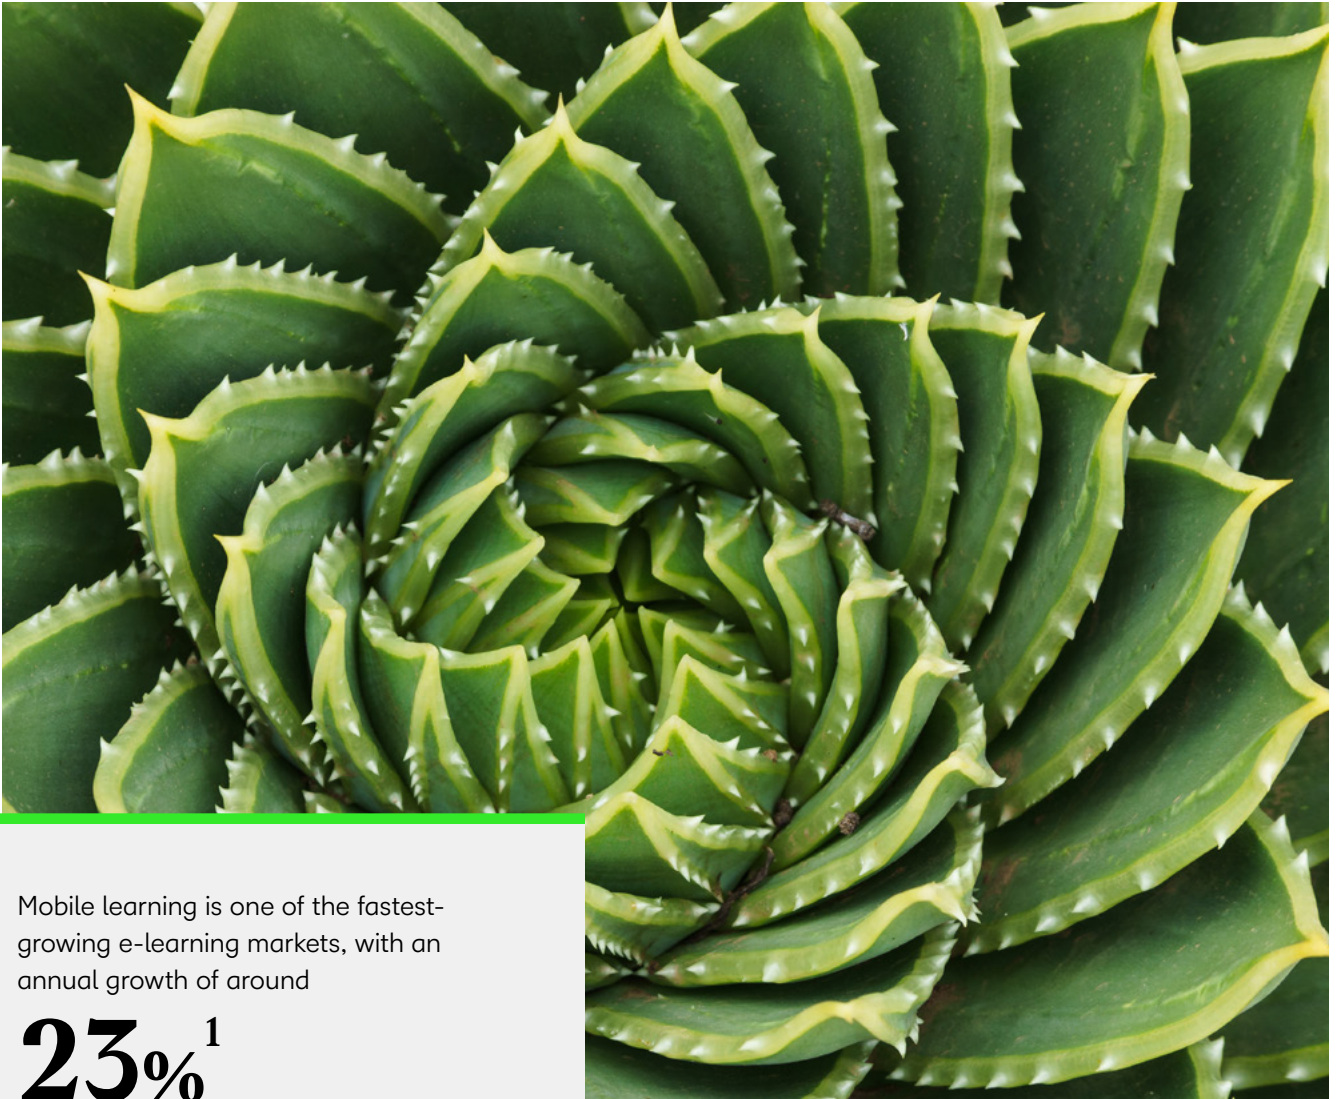 Mobile learning is one of the fastest-
growing e-learning markets, with an
annual growth of around
23%1